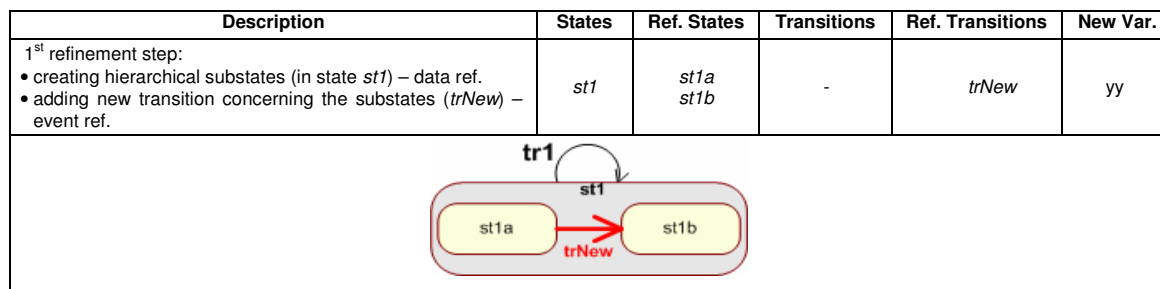 Description States Ref. States Transitions Ref. Transitions New Var.
1st refinement step:
• creating hierarchical substates (in state st1) – data ref.
• adding new transition concerning the substates (trNew) –
event ref.
st1
st1a
st1b
-
trNew
yy
tr1
st1
st1a
st1b
trNew